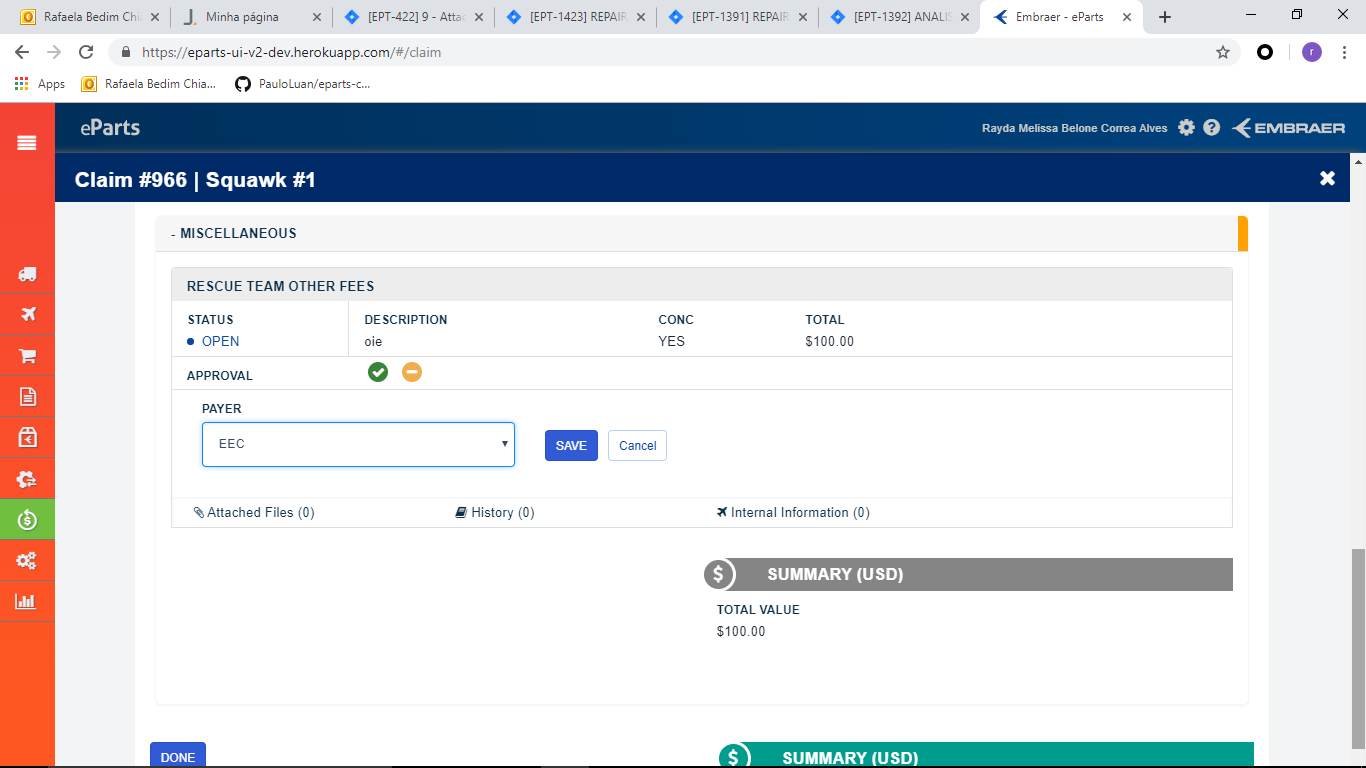 Rafaela Bedim Chi
Minha página
[EPT-422] 9 - Atta
[EPT-1423] REPAIR
[EPT-1391] REPAIR
[EPT-1392] ANALIS
Embraer - eParts
https://eparts-ui-v2-dev.herokuapp.com/#/claim
r
Apps
Rafaela Bedim Chia...
PauloLuan/eparts-c...
eParts
Rayda Melissa Belone Correa Alves
EMBRAER
Claim #966 | Squawk #1
- MISCELLANEOUS
RESCUE TEAM OTHER FEES
STATUS DESCRIPTION CONC TOTAL
OPEN oie YES $100.00
APPROVAL
PAYER
EEC SAVE Cancel
Attached Files (0) History (0) Internal Information (0)
$ SUMMARY (USD)
TOTAL VALUE
$100.00
DONE $ SUMMARY (USD)